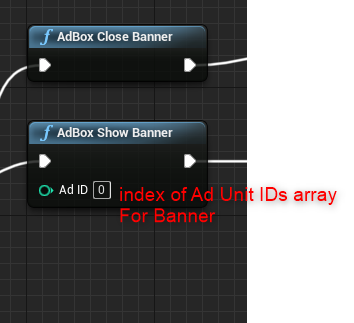 AdBox Close Banner
AdBox Show Banner
Ad ID 0 index of Ad Unit IDs array
For Banner